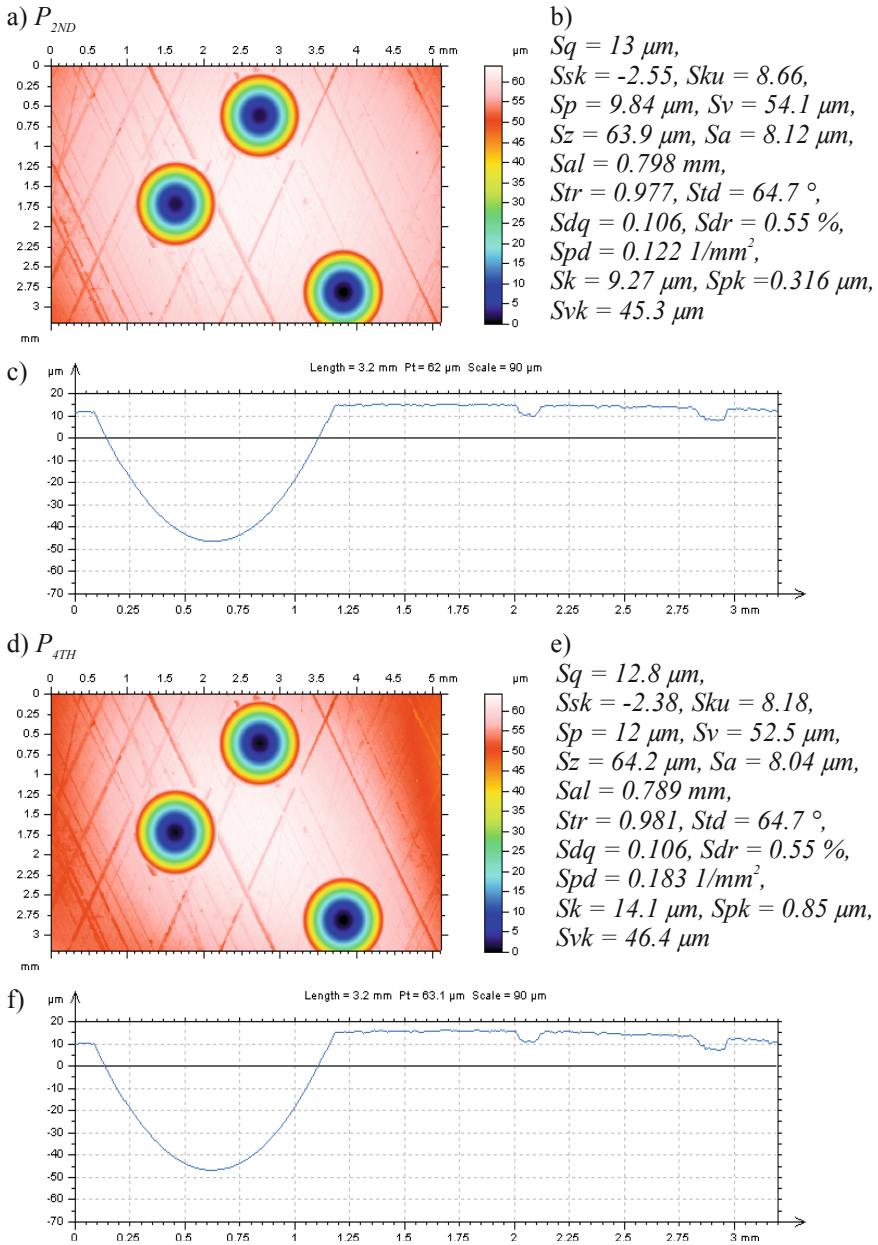 a) P2ND
0 0.5 1 1.5 2 2.5 3 3.5 4 4.5 5 mm
0
0.25
0.5
0.75
1
1.25
1.5
1.75
2
2.25
2.5
2.75
3
mm
µm
60
55
50
45
40
35
30
25
20
15
10
5
0
b)
Sq = 13 µm,
Ssk = -2.55, Sku = 8.66,
Sp = 9.84 µm, Sv = 54.1 µm,
Sz = 63.9 µm, Sa = 8.12 µm,
Sal = 0.798 mm,
Str = 0.977, Std = 64.7 °,
Sdq = 0.106, Sdr = 0.55 %,
Spd = 0.122 1/mm²,
Sk = 9.27 µm, Spk =0.316 µm,
Svk = 45.3 µm
c)
µm Length = 3.2 mm Pt = 62 µm Scale = 90 µm
20
10
0
-10
-20
-30
-40
-50
-60
-70
0 0.25 0.5 0.75 1 1.25 1.5 1.75 2 2.25 2.5 2.75 3 mm
d) P4TH
0 0.5 1 1.5 2 2.5 3 3.5 4 4.5 5 mm
0
0.25
0.5
0.75
1
1.25
1.5
1.75
2
2.25
2.5
2.75
3
mm
µm
60
55
50
45
40
35
30
25
20
15
10
5
0
e)
Sq = 12.8 µm,
Ssk = -2.38, Sku = 8.18,
Sp = 12 µm, Sv = 52.5 µm,
Sz = 64.2 µm, Sa = 8.04 µm,
Sal = 0.789 mm,
Str = 0.981, Std = 64.7 °,
Sdq = 0.106, Sdr = 0.55 %,
Spd = 0.183 1/mm²,
Sk = 14.1 µm, Spk = 0.85 µm,
Svk = 46.4 µm
f)
µm Length = 3.2 mm Pt = 63.1 µm Scale = 90 µm
20
10
0
-10
-20
-30
-40
-50
-60
-70
0 0.25 0.5 0.75 1 1.25 1.5 1.75 2 2.25 2.5 2.75 3 mm